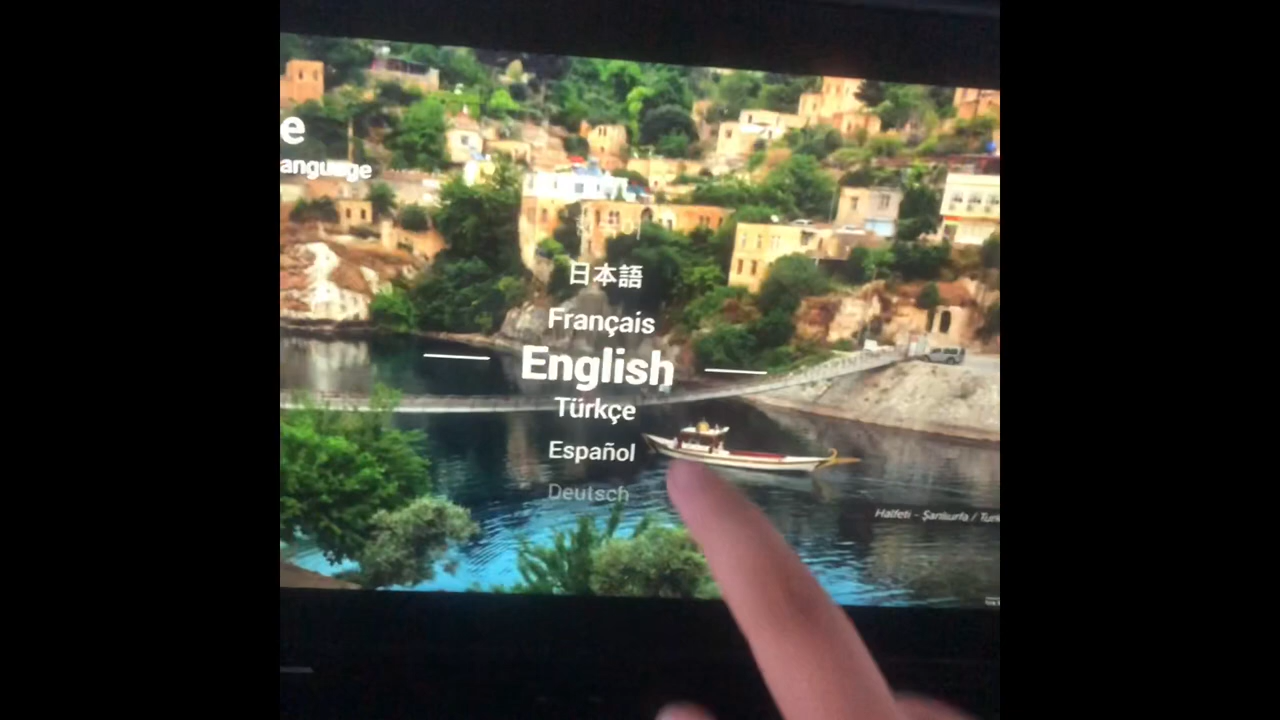 e
anguage
日本語
Français
English
Türkçe
Español
Deutsch
Halfeti - Şanlıurfa / Tur